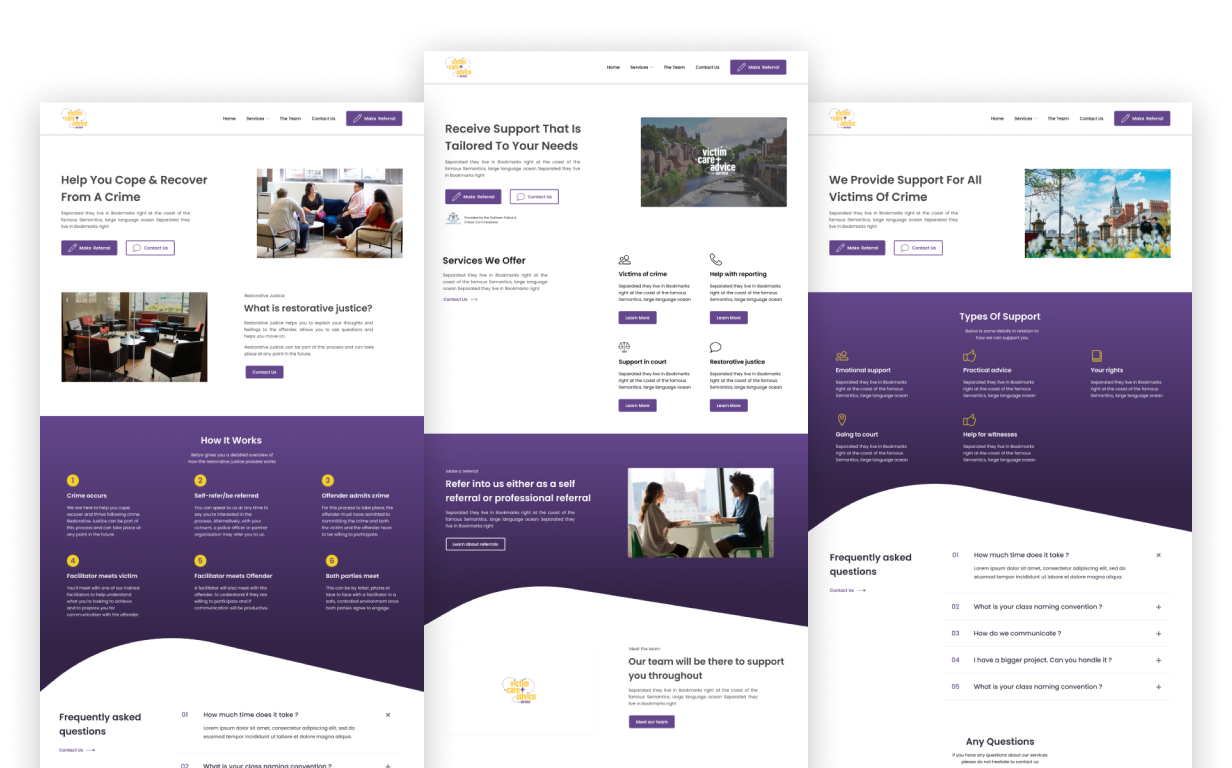 victim
care+
advice
service
Home
Services
The Team
Contact Us
Make Referral
Help You Cope & Recover
From A Crime
Separated they live in Bookmarks right at the coast of the
famous Semantics, large language ocean Separated they
live in Bookmarks right
Make Referral
Contact Us
Restorative Justice
What is restorative justice?
Restorative justice helps you to explain your thoughts and
feelings to the offender, allows you to ask questions and
helps you move on.
Restorative justice can be part of this process and can take
place at any point in the future.
Contact Us
How It Works
Below gives you a detailed overview of
how the restorative justice process works
1
Crime occurs
We are here to help you cope,
recover and thrive following crime.
Restorative Justice can be part of
this process and can take place at
any point in the future.
2
Self-refer/be referred
You can speak to us at any time to
say you're interested in the
process. Alternatively, with your
consent, a police officer or partner
organisation may refer you to us.
3
Offender admits crime
For this process to take place, the
offender must have admitted to
committing the crime and both
the victim and the offender have
to be willing to participate.
4
Facilitator meets victim
You'll meet with one of our trained
facilitators to help understand
what you're looking to achieve
and to prepare you for
communication with the offender.
5
Facilitator meets Offender
A facilitator will also meet with the
offender, to understand if they are
willing to participate and if
communication will be productive.
6
Both parties meet
This can be by letter, phone or
face to face with a facilitator in a
safe, controlled environment once
both parties agree to engage.
Frequently asked
questions
Contact Us
01
How much time does it take ?
Lorem ipsum dolor sit amet, consectetur adipiscing elit, sed do
eiusmod tempor incididunt ut labore et dolore magna aliqua.
02
What is your class naming convention ?
victim
care+
advice
service
Home
Services
The Team
Contact Us
Make Referral
Receive Support That Is
Tailored To Your Needs
Separated they live in Bookmarks right at the coast of the
famous Semantics, large language ocean Separated they live
in Bookmarks right
Make Referral
Contact Us
Provided by the Durham Police &
Crime Commissioner
victim
care+
advice
service
Services We Offer
Separated they live in Bookmarks right at the
coast of the famous Semantics, large language
ocean Separated they live in Bookmarks right.
Contact Us
Victims of crime
Separated they live in Bookmarks
right at the coast of the famous
Semantics, large language ocean
Learn More
Help with reporting
Separated they live in Bookmarks
right at the coast of the famous
Semantics, large language ocean
Learn More
Support in court
Separated they live in Bookmarks
right at the coast of the famous
Semantics, large language ocean
Learn More
Restorative justice
Separated they live in Bookmarks
right at the coast of the famous
Semantics, large language ocean
Learn More
Make a referral
Refer into us either as a self
referral or professional referral
Separated they live in Bookmarks right at the coast of the
famous Semantics, large language ocean Separated they
live in Bookmarks right
Learn about referrals
victim
care+
advice
service
Meet the team
Our team will be there to support
you throughout
Separated they live in Bookmarks right at the coast of the
famous Semantics, large language ocean Separated they
live in Bookmarks right
Meet our team
victim
care+
advice
service
Home
Services
The Team
Contact Us
Make Referral
We Provide Support For All
Victims Of Crime
Separated they live in Bookmarks right at the coast of the
famous Semantics, large language ocean Separated they
live in Bookmarks right
Make Referral
Contact Us
Types Of Support
Below is some details in relation to
how we can support you
Emotional support
Separated they live in Bookmarks
right at the coast of the famous
Semantics, large language ocean
Practical advice
Separated they live in Bookmarks
right at the coast of the famous
Semantics, large language ocean
Your rights
Separated they live in Bookmarks
right at the coast of the famous
Semantics, large language ocean
Going to court
Separated they live in Bookmarks
right at the coast of the famous
Semantics, large language ocean
Help for witnesses
Separated they live in Bookmarks
right at the coast of the famous
Semantics, large language ocean
Frequently asked
questions
Contact Us
01
How much time does it take ?
Lorem ipsum dolor sit amet, consectetur adipiscing elit, sed do
eiusmod tempor incididunt ut labore et dolore magna aliqua.
02
What is your class naming convention ?
03
How do we communicate ?
04
I have a bigger project. Can you handle it ?
05
What is your class naming convention ?
Any Questions
If you have any questions about our services
please do not hesitate to contact us